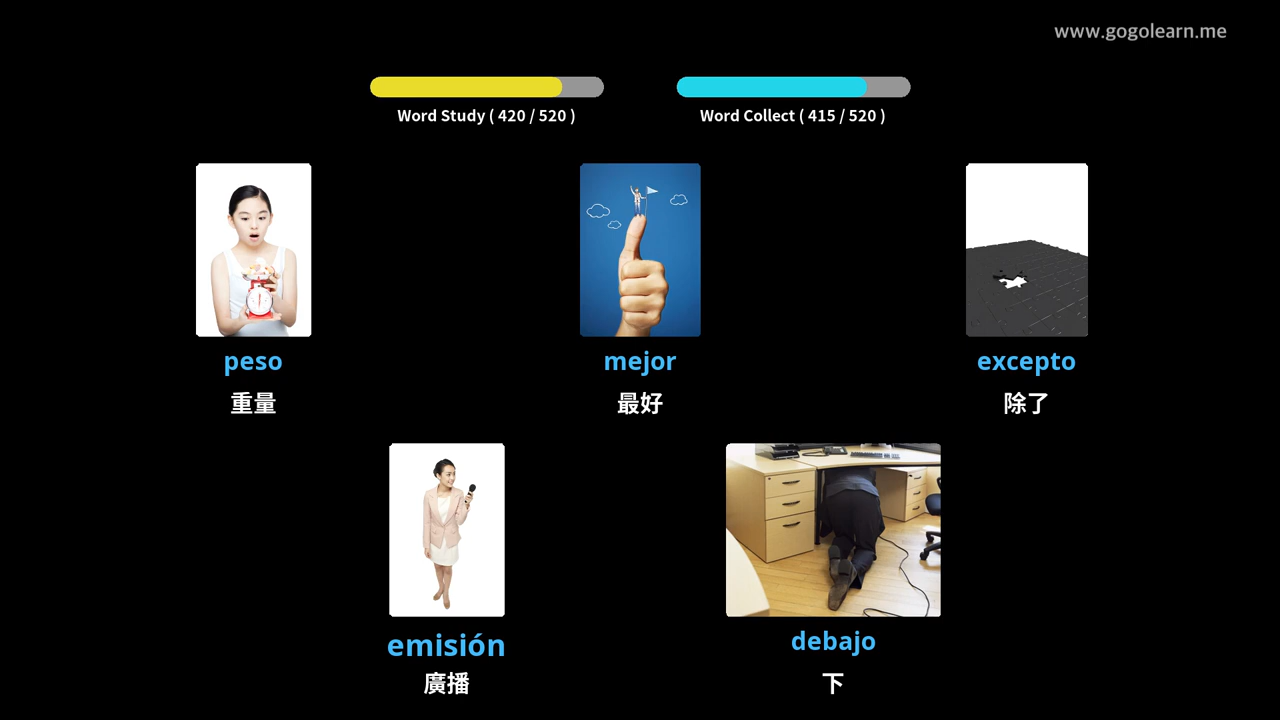 www.gogolearn.me
Word Study ( 420 / 520 )
Word Collect ( 415 / 520 )
peso
mejor
excepto
重量
最好
除了
emisión
debajo
廣播
下